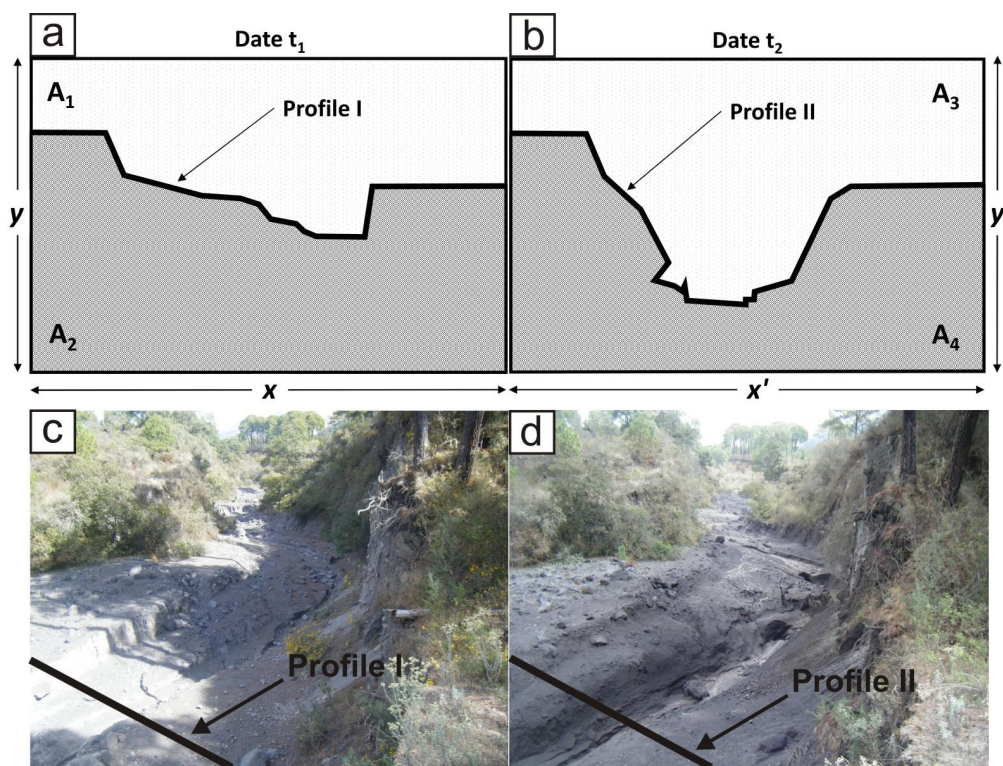 a
Date t₁
b
Date t₂
A₁
Profile I
Profile II
A₃
y
y
A₂
A₄
x
x'
c
d
Profile I
Profile II